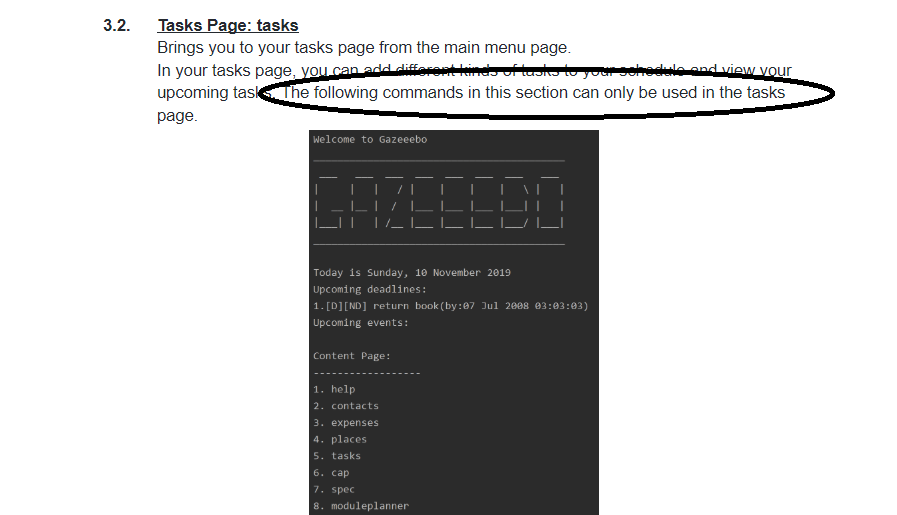 3.2. Tasks Page: tasks
Brings you to your tasks page from the main menu page.
In your tasks page, you can add different kinds of tasks to your schedule and view your
upcoming tasks. The following commands in this section can only be used in the tasks
page.
Welcome to Gazeeebo
Today is Sunday, 10 November 2019
Upcoming deadlines:
1.[D][ND] return book(by:07 Jul 2008 03:03:03)
Upcoming events:
Content Page:
------------------
1. help
2. contacts
3. expenses
4. places
5. tasks
6. cap
7. spec
8. moduleplanner